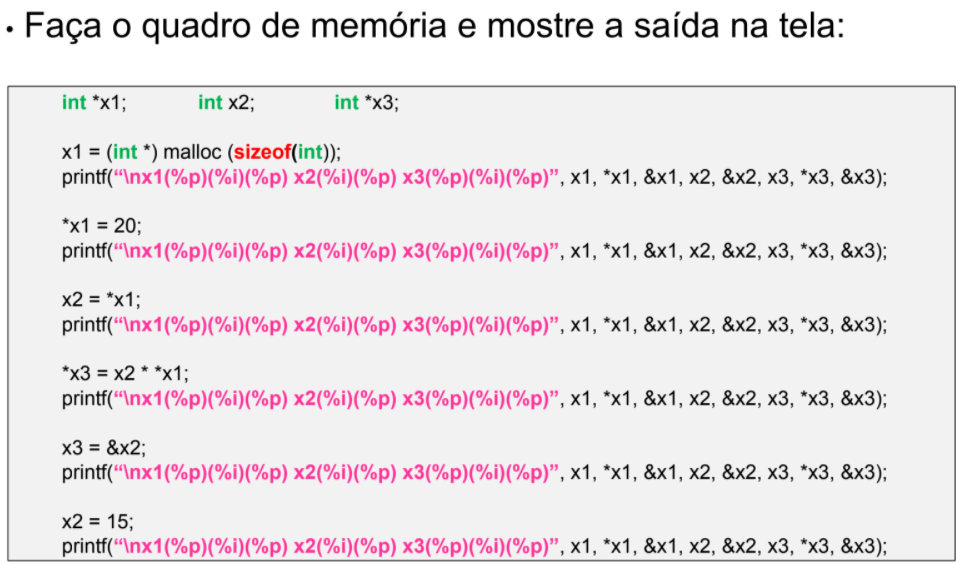 • Faça o quadro de memória e mostre a saída na tela:
int *x1; int x2; int *x3;
x1 = (int *) malloc (sizeof(int));
printf(“\nx1(%p)(%i)(%p) x2(%i)(%p) x3(%p)(%i)(%p)”, x1, *x1, &x1, x2, &x2, x3, *x3, &x3);
*x1 = 20;
printf(“\nx1(%p)(%i)(%p) x2(%i)(%p) x3(%p)(%i)(%p)”, x1, *x1, &x1, x2, &x2, x3, *x3, &x3);
x2 = *x1;
printf(“\nx1(%p)(%i)(%p) x2(%i)(%p) x3(%p)(%i)(%p)”, x1, *x1, &x1, x2, &x2, x3, *x3, &x3);
*x3 = x2 * *x1;
printf(“\nx1(%p)(%i)(%p) x2(%i)(%p) x3(%p)(%i)(%p)”, x1, *x1, &x1, x2, &x2, x3, *x3, &x3);
x3 = &x2;
printf(“\nx1(%p)(%i)(%p) x2(%i)(%p) x3(%p)(%i)(%p)”, x1, *x1, &x1, x2, &x2, x3, *x3, &x3);
x2 = 15;
printf(“\nx1(%p)(%i)(%p) x2(%i)(%p) x3(%p)(%i)(%p)”, x1, *x1, &x1, x2, &x2, x3, *x3, &x3);